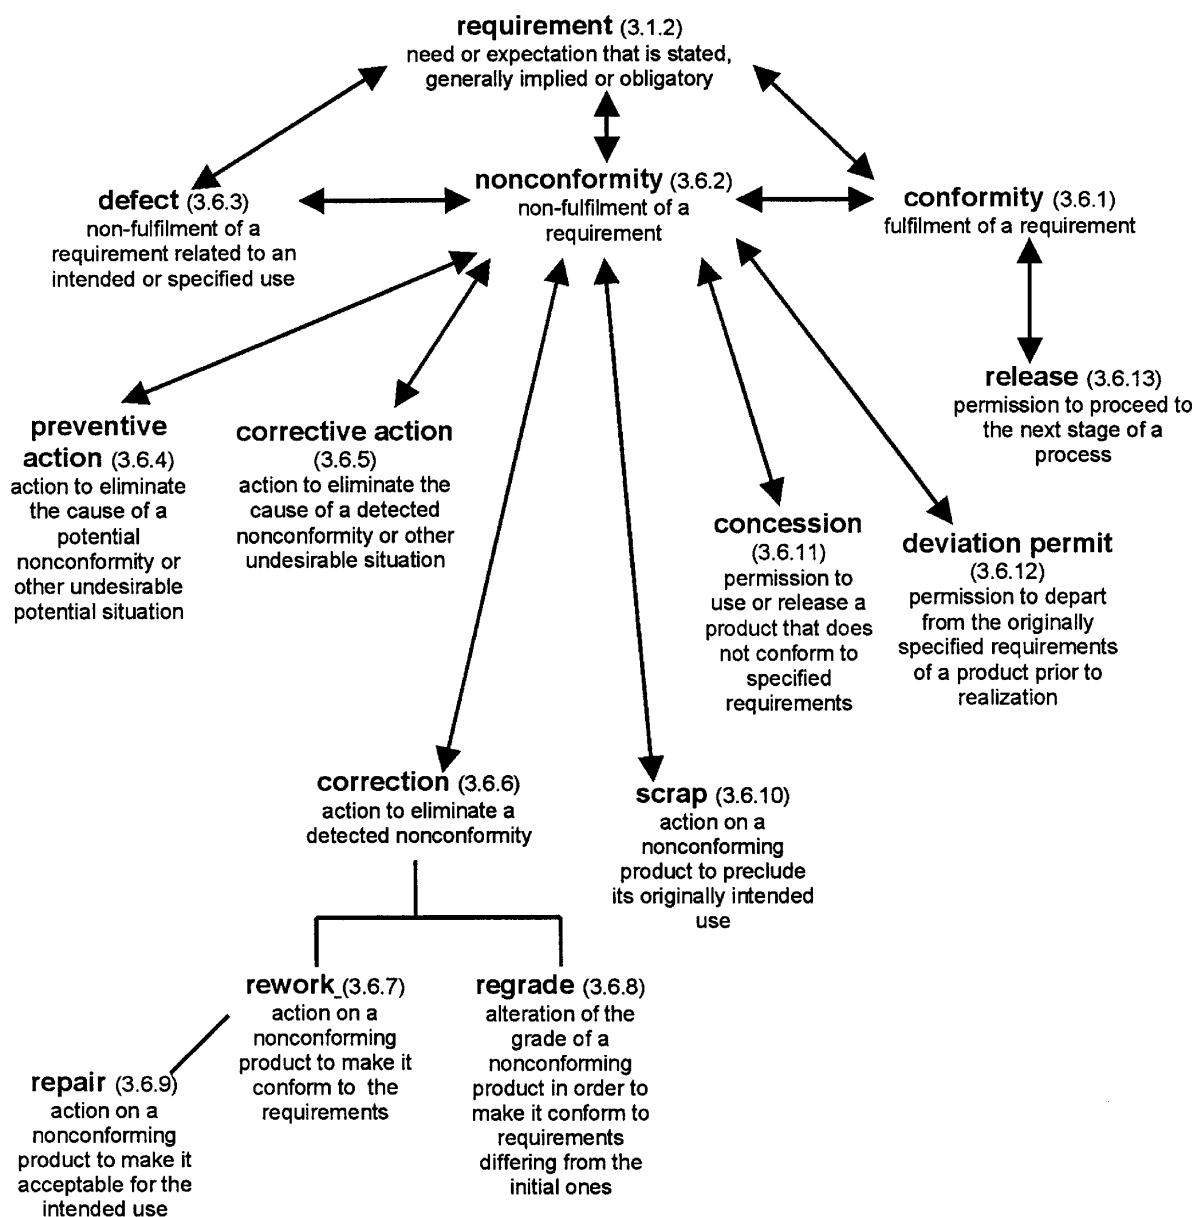 requirement (3.1.2)
need or expectation that is stated,
generally implied or obligatory
defect (3.6.3)
non-fulfilment of a
requirement related to an
intended or specified use
nonconformity (3.6.2)
non-fulfilment of a
requirement
conformity (3.6.1)
fulfilment of a requirement
release (3.6.13)
permission to proceed to
the next stage of a
process
preventive
action (3.6.4)
action to eliminate
the cause of a
potential
nonconformity or
other undesirable
potential situation
corrective action
(3.6.5)
action to eliminate the
cause of a detected
nonconformity or other
undesirable situation
concession
(3.6.11)
permission to
use or release a
product that does
not conform to
specified
requirements
deviation permit
(3.6.12)
permission to depart
from the originally
specified requirements
of a product prior to
realization
correction (3.6.6)
action to eliminate a
detected nonconformity
scrap (3.6.10)
action on a
nonconforming
product to preclude
its originally intended
use
rework (3.6.7)
action on a
nonconforming
product to make it
conform to the
requirements
regrade (3.6.8)
alteration of the
grade of a
nonconforming
product in order to
make it conform to
requirements
differing from the
initial ones
repair (3.6.9)
action on a
nonconforming
product to make it
acceptable for the
intended use